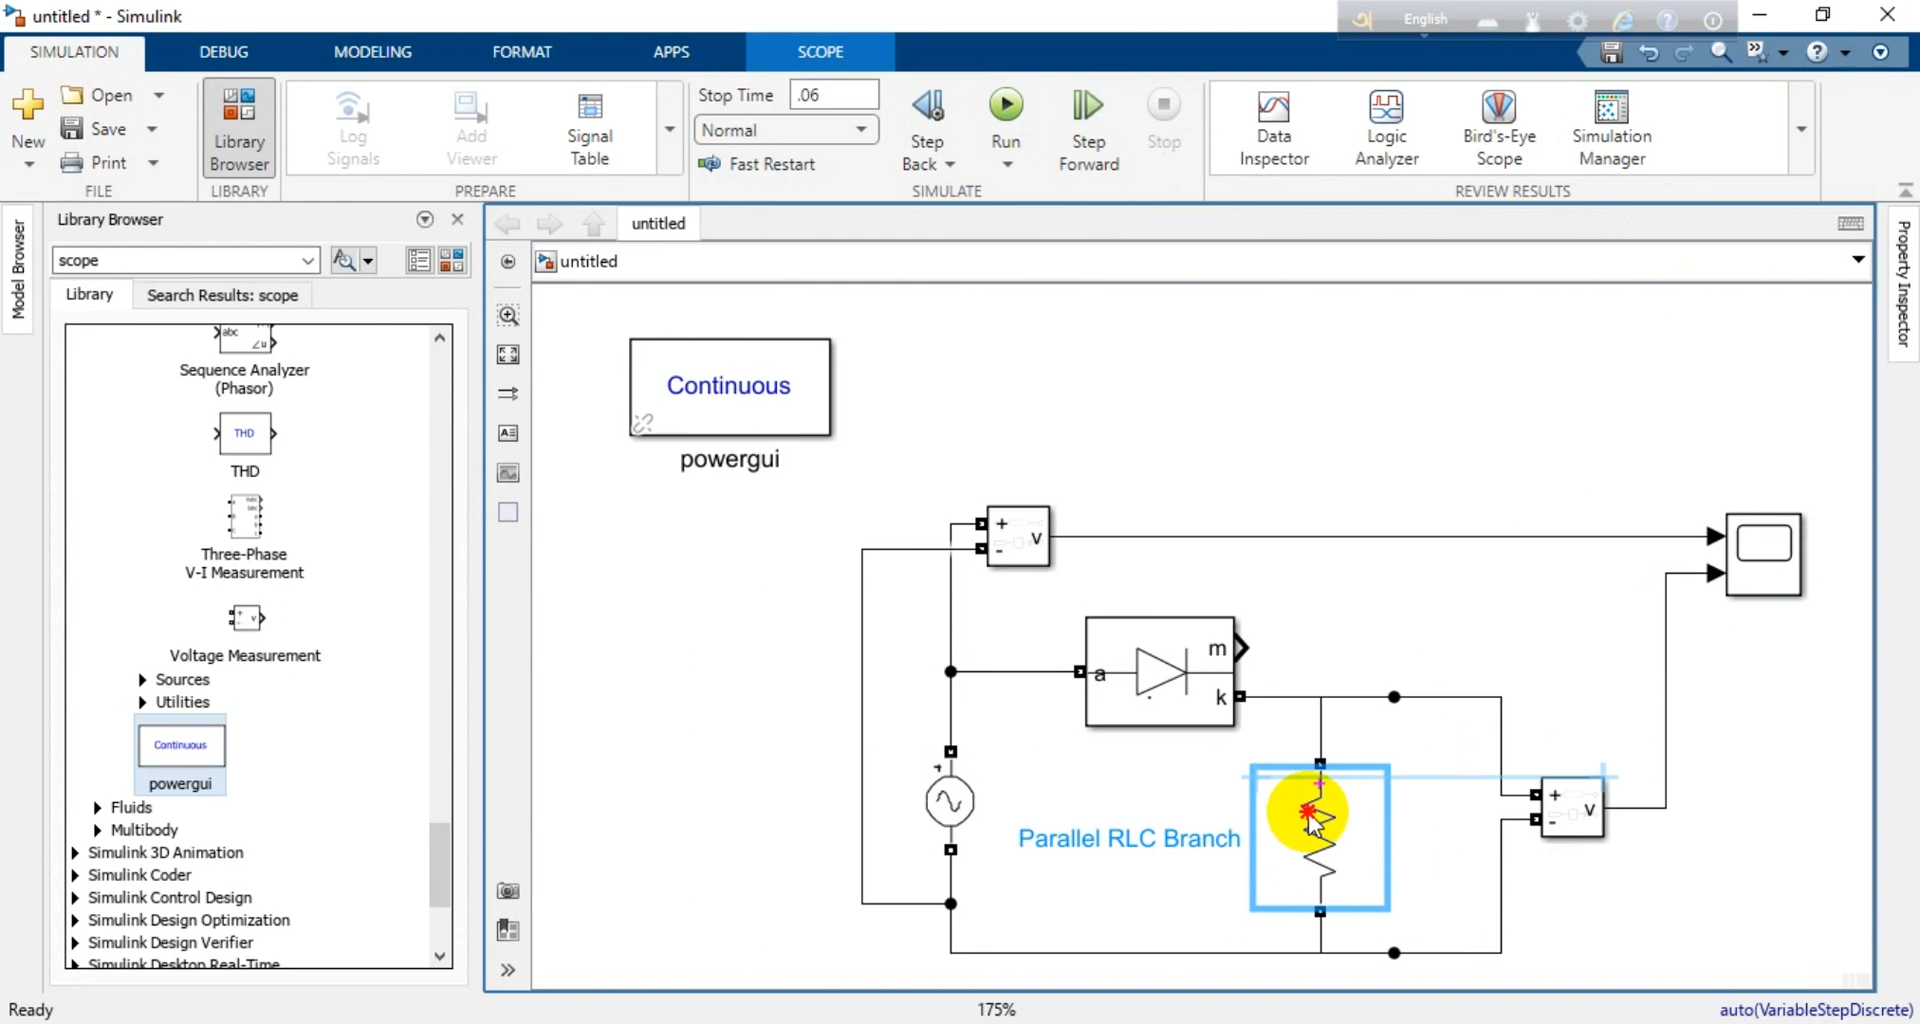 untitled * - Simulink
English
SIMULATION
DEBUG
MODELING
FORMAT
APPS
SCOPE
New
Open
Save
Print
FILE
Library
Browser
LIBRARY
Log
Signals
Add
Viewer
Signal
Table
PREPARE
Stop Time
.06
Normal
Fast Restart
Step
Back
Run
Step
Forward
Stop
SIMULATE
Data
Inspector
Logic
Analyzer
Bird's-Eye
Scope
Simulation
Manager
REVIEW RESULTS
Model Browser
Library Browser
scope
Library
Search Results: scope
abc
∠u
Sequence Analyzer
(Phasor)
THD
THD
Three-Phase
V-I Measurement
+
-
v
Voltage Measurement
Sources
Utilities
Continuous
powergui
Fluids
Multibody
Simulink 3D Animation
Simulink Coder
Simulink Control Design
Simulink Design Optimization
Simulink Design Verifier
Simulink Desktop Real-Time
untitled
untitled
Property Inspector
Continuous
powergui
+
-
v
a
m
k
+
Parallel RLC Branch
+
+
-
v
Ready
175%
auto(VariableStepDiscrete)